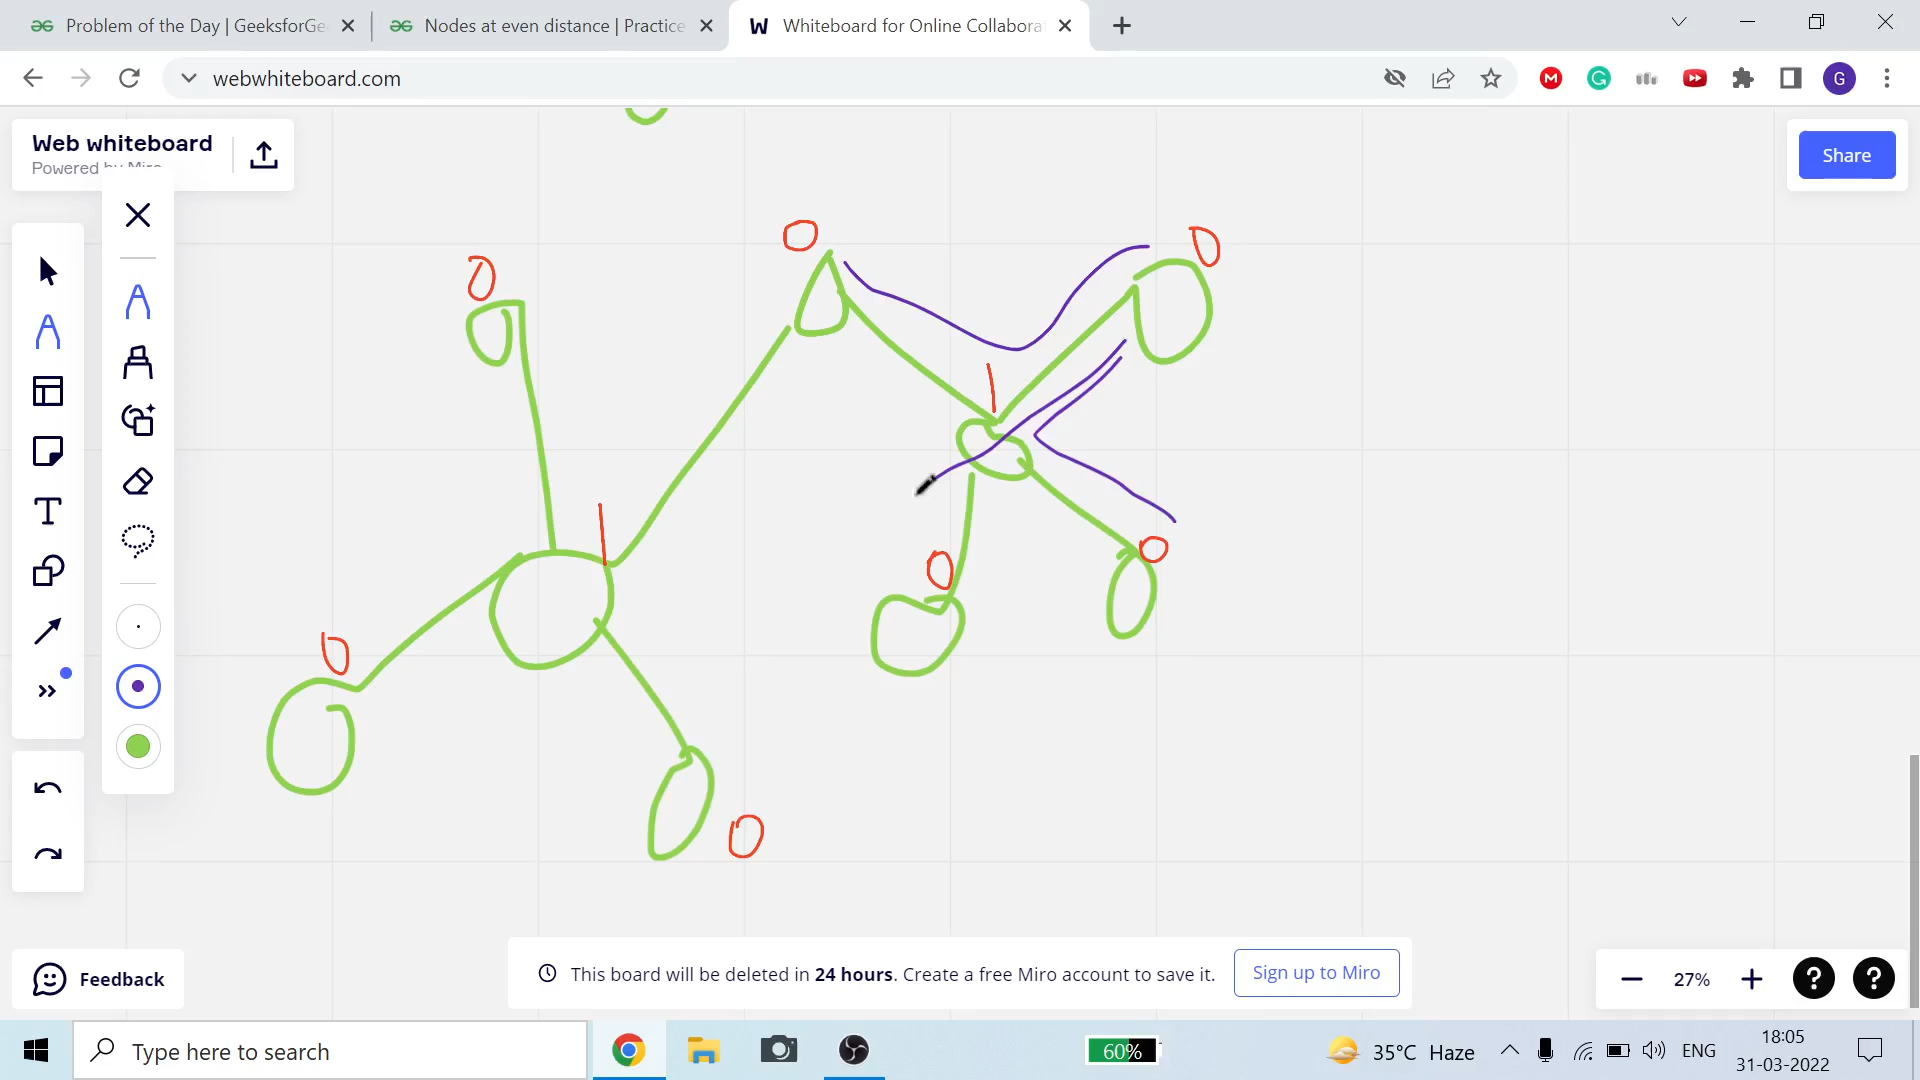 Problem of the Day | GeeksforGe
Nodes at even distance | Practice
Whiteboard for Online Collabora
webwhiteboard.com
G
Web whiteboard
Powered by Miro
Share
0
0
0
1
1
0
0
0
0
Feedback
This board will be deleted in 24 hours. Create a free Miro account to save it.
Sign up to Miro
27%
Type here to search
60%
35°C Haze
ENG
18:05
31-03-2022